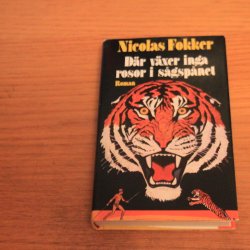 Nicolas Fokker
Där växer inga
rosor i sågspånet
Roman